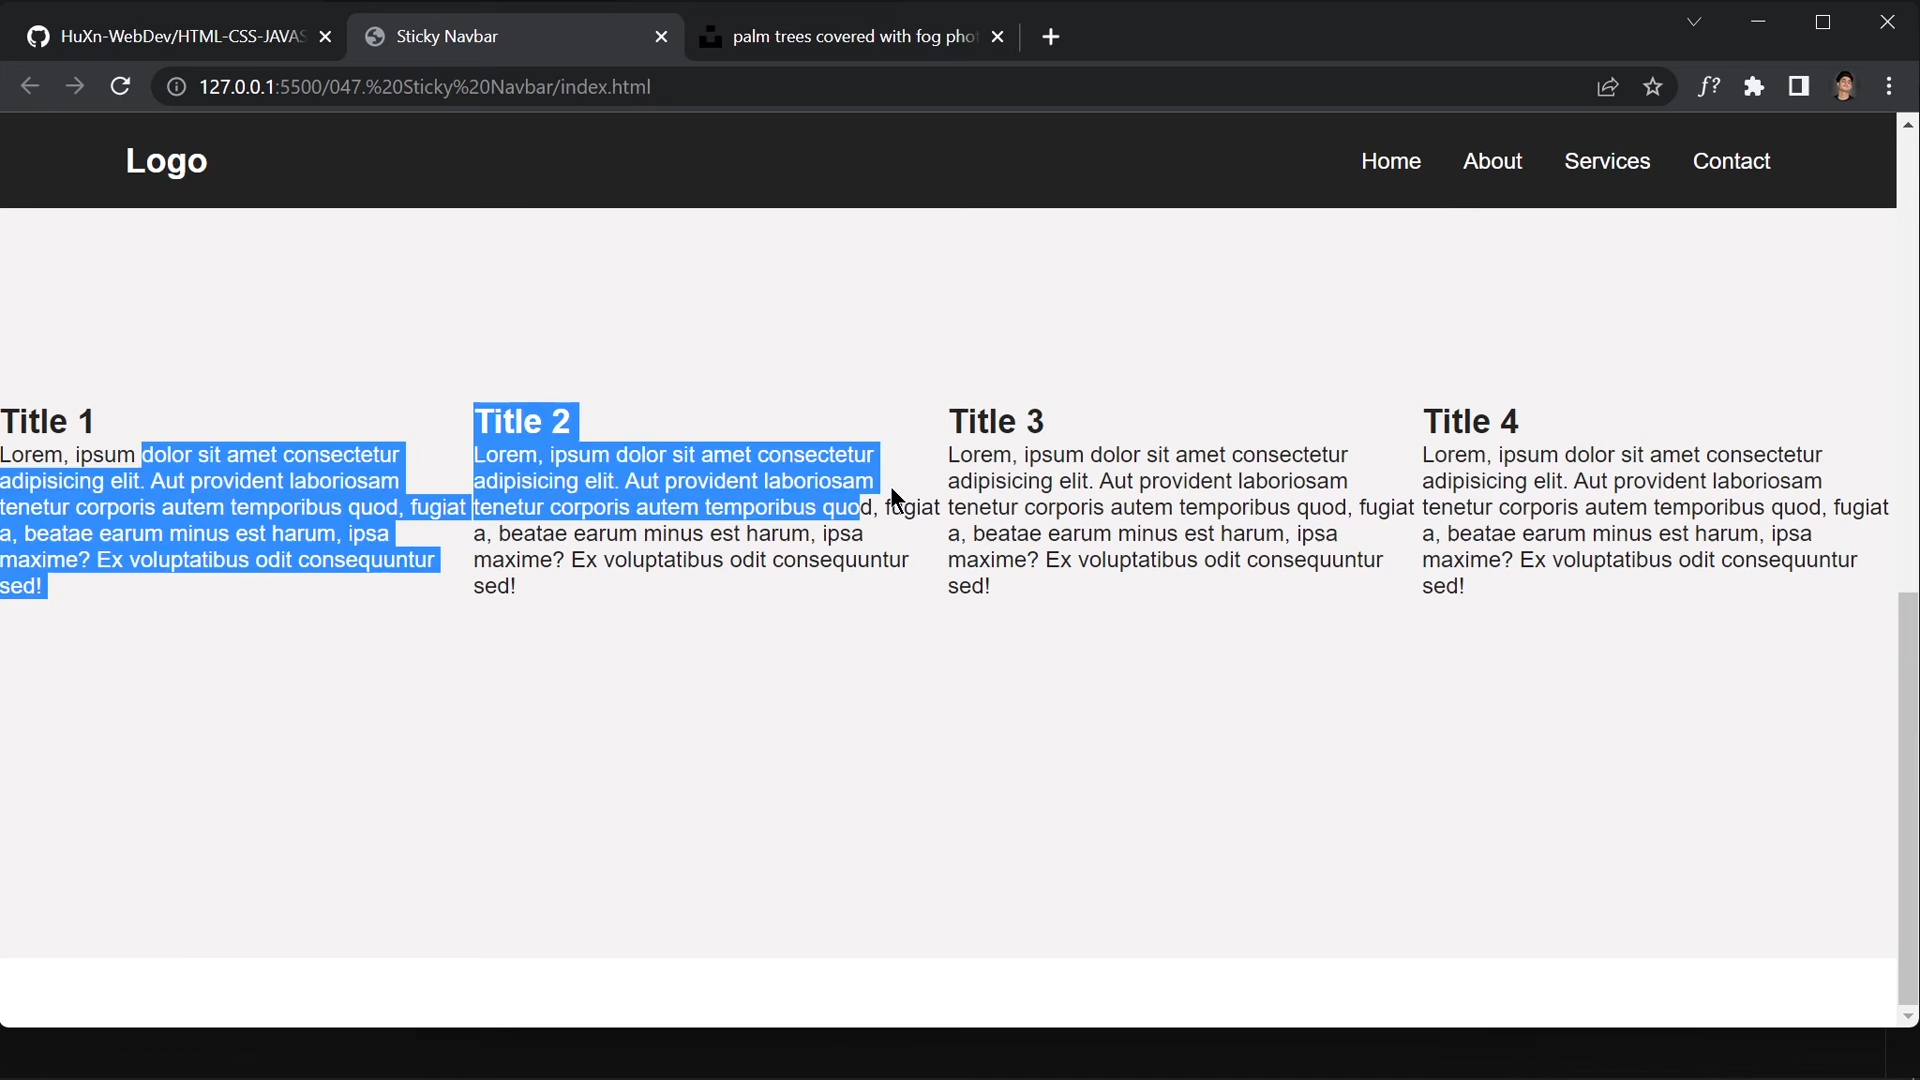 HuXn-WebDev/HTML-CSS-JAVAS
Sticky Navbar
palm trees covered with fog pho
127.0.0.1:5500/047.%20Sticky%20Navbar/index.html
f?
Logo
Home
About
Services
Contact
Title 1
Lorem, ipsum dolor sit amet consectetur
adipisicing elit. Aut provident laboriosam
tenetur corporis autem temporibus quod, fugiat
a, beatae earum minus est harum, ipsa
maxime? Ex voluptatibus odit consequuntur
sed!
Title 2
Lorem, ipsum dolor sit amet consectetur
adipisicing elit. Aut provident laboriosam
tenetur corporis autem temporibus quod, fugiat
a, beatae earum minus est harum, ipsa
maxime? Ex voluptatibus odit consequuntur
sed!
Title 3
Lorem, ipsum dolor sit amet consectetur
adipisicing elit. Aut provident laboriosam
tenetur corporis autem temporibus quod, fugiat
a, beatae earum minus est harum, ipsa
maxime? Ex voluptatibus odit consequuntur
sed!
Title 4
Lorem, ipsum dolor sit amet consectetur
adipisicing elit. Aut provident laboriosam
tenetur corporis autem temporibus quod, fugiat
a, beatae earum minus est harum, ipsa
maxime? Ex voluptatibus odit consequuntur
sed!